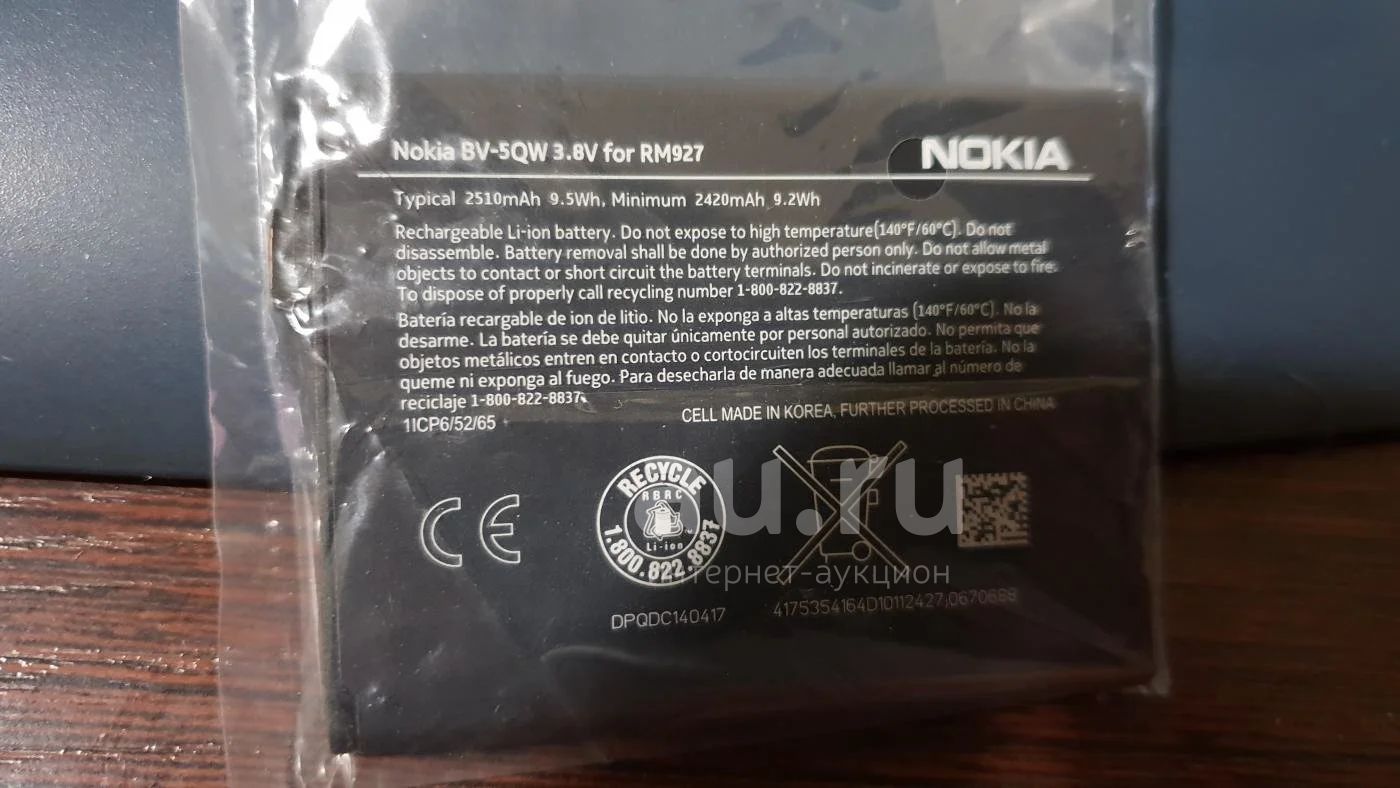 Nokia BV-5QW 3.8V for RM927
NOKIA
Typical 2510mAh 9.5Wh, Minimum 2420mAh 9.2Wh
Rechargeable Li-ion battery. Do not expose to high temperature(140°F/60°C). Do not
disassemble. Battery removal shall be done by authorized person only. Do not allow metal
objects to contact or short circuit the battery terminals. Do not incinerate or expose to fire.
To dispose of properly call recycling number 1-800-822-8837.
Batería recargable de ion de litio. No la exponga a altas temperaturas (140°F/60°C). No la
desarme. La batería se debe quitar únicamente por personal autorizado. No permita que
objetos metálicos entren en contacto o cortocircuiten los terminales de la batería. No la
queme ni exponga al fuego. Para desecharla de manera adecuada llamar al número de
reciclaje 1-800-822-8837.
1ICP6/52/65
CELL MADE IN KOREA, FURTHER PROCESSED IN CHINA
CE
RECYCLE
RBRC
Li-ion
1.800.822.8837
au.ru
тернет-аукцион
DPQDC140417
4175354164D10112427;0670688